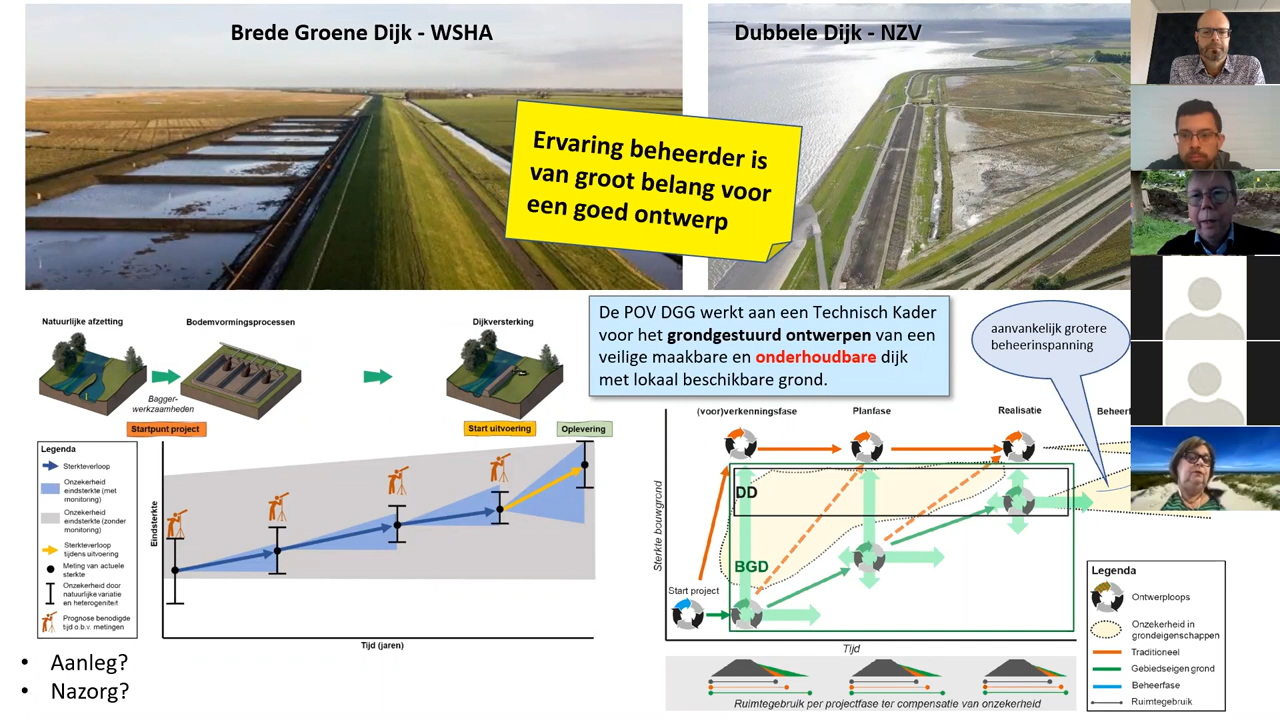 Brede Groene Dijk - WSHA
Dubbele Dijk - NZV
Ervaring beheerder is
van groot belang voor
een goed ontwerp
De POV DGG werkt aan een Technisch Kader
voor het grondgestuurd ontwerpen van een
veilige maakbare en onderhoudbare dijk
met lokaal beschikbare grond.
aanvankelijk grotere
beheerinspanning
Natuurlijke afzetting
Bodemvormingsprocessen
Dijkversterking
Bagger-
werkzaamheden
Startpunt project
Start uitvoering
Oplevering
Legenda
Sterkteverloop
Onzekerheid
eindsterkte (met
monitoring)
Onzekerheid
eindsterkte (zonder
monitoring)
Sterkteverloop
tijdens uitvoering
Meting van actuele
sterkte
Onzekerheid door
natuurlijke variatie
en heterogeniteit
Prognose benodigde
tijd o.b.v. metingen
Eindsterkte
Tijd (jaren)
(voor)verkenningsfase
Planfase
Realisatie
Beheerf
Sterkte bouwgrond
DD
BGD
Start project
Tijd
Ruimtegebruik per projectfase ter compensatie van onzekerheid
Legenda
Ontwerploops
Onzekerheid in
grondeigenschappen
Traditioneel
Gebiedseigen grond
Beheerfase
Ruimtegebruik
• Aanleg?
• Nazorg?